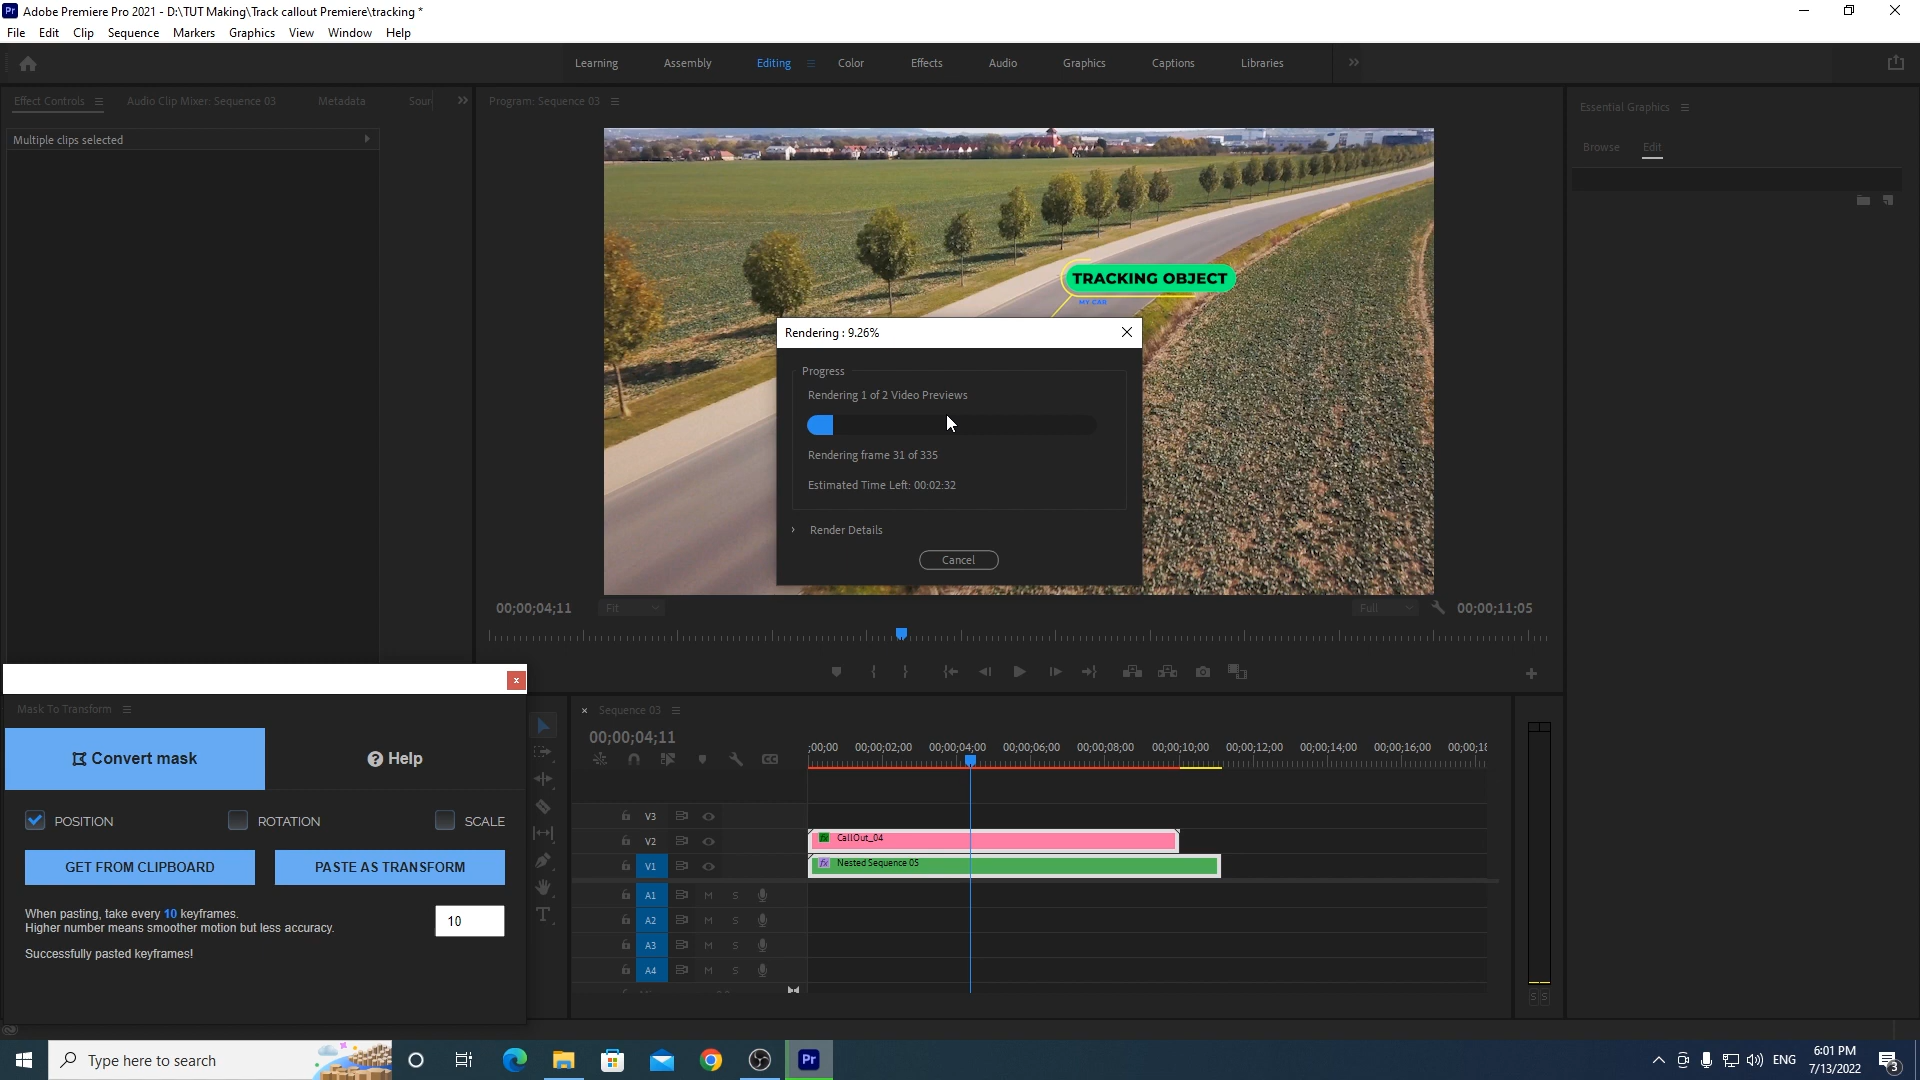 Adobe Premiere Pro 2021 - D:\TUT Making\Track callout Premiere\tracking *
File Edit Clip Sequence Markers Graphics View Window Help
Learning Assembly Editing Color Effects Audio Graphics Captions Libraries
Effect Controls Audio Clip Mixer: Sequence 03 Metadata Sour
Program: Sequence 03
Essential Graphics
Multiple clips selected
Browse Edit
TRACKING OBJECT
MY CAR
Rendering : 9.26%
Progress
Rendering 1 of 2 Video Previews
Rendering frame 31 of 335
Estimated Time Left: 00:02:32
Render Details
Cancel
00;00;04;11 Fit Full 00;00;11;05
Mask To Transform
Convert mask Help
POSITION ROTATION SCALE
GET FROM CLIPBOARD PASTE AS TRANSFORM
When pasting, take every 10 keyframes.
Higher number means smoother motion but less accuracy.
10
Successfully pasted keyframes!
Sequence 03
00;00;04;11
;00;00 00;00;02;00 00;00;04;00 00;00;06;00 00;00;08;00 00;00;10;00 00;00;12;00 00;00;14;00 00;00;16;00 00;00;18
V3
V2 CallOut_04
V1 Nested Sequence 05
A1 M S
A2 M S
A3 M S
A4 M S
S S
Type here to search
Pr
ENG
6:01 PM
7/13/2022
3